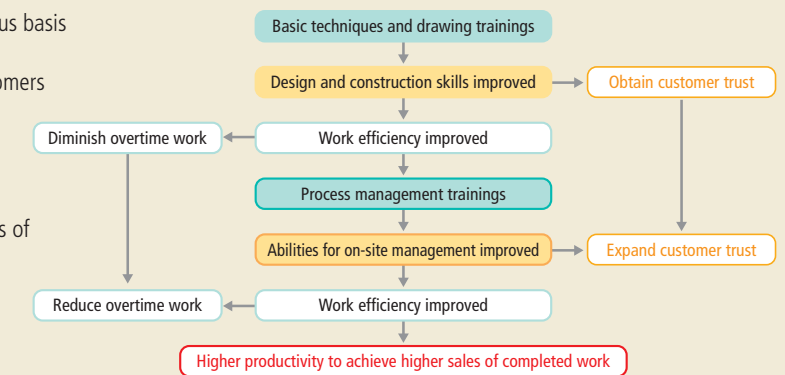 us basis
omers
s of
Basic techniques and drawing trainings
Design and construction skills improved
Obtain customer trust
Diminish overtime work
Work efficiency improved
Process management trainings
Abilities for on-site management improved
Expand customer trust
Reduce overtime work
Work efficiency improved
Higher productivity to achieve higher sales of completed work